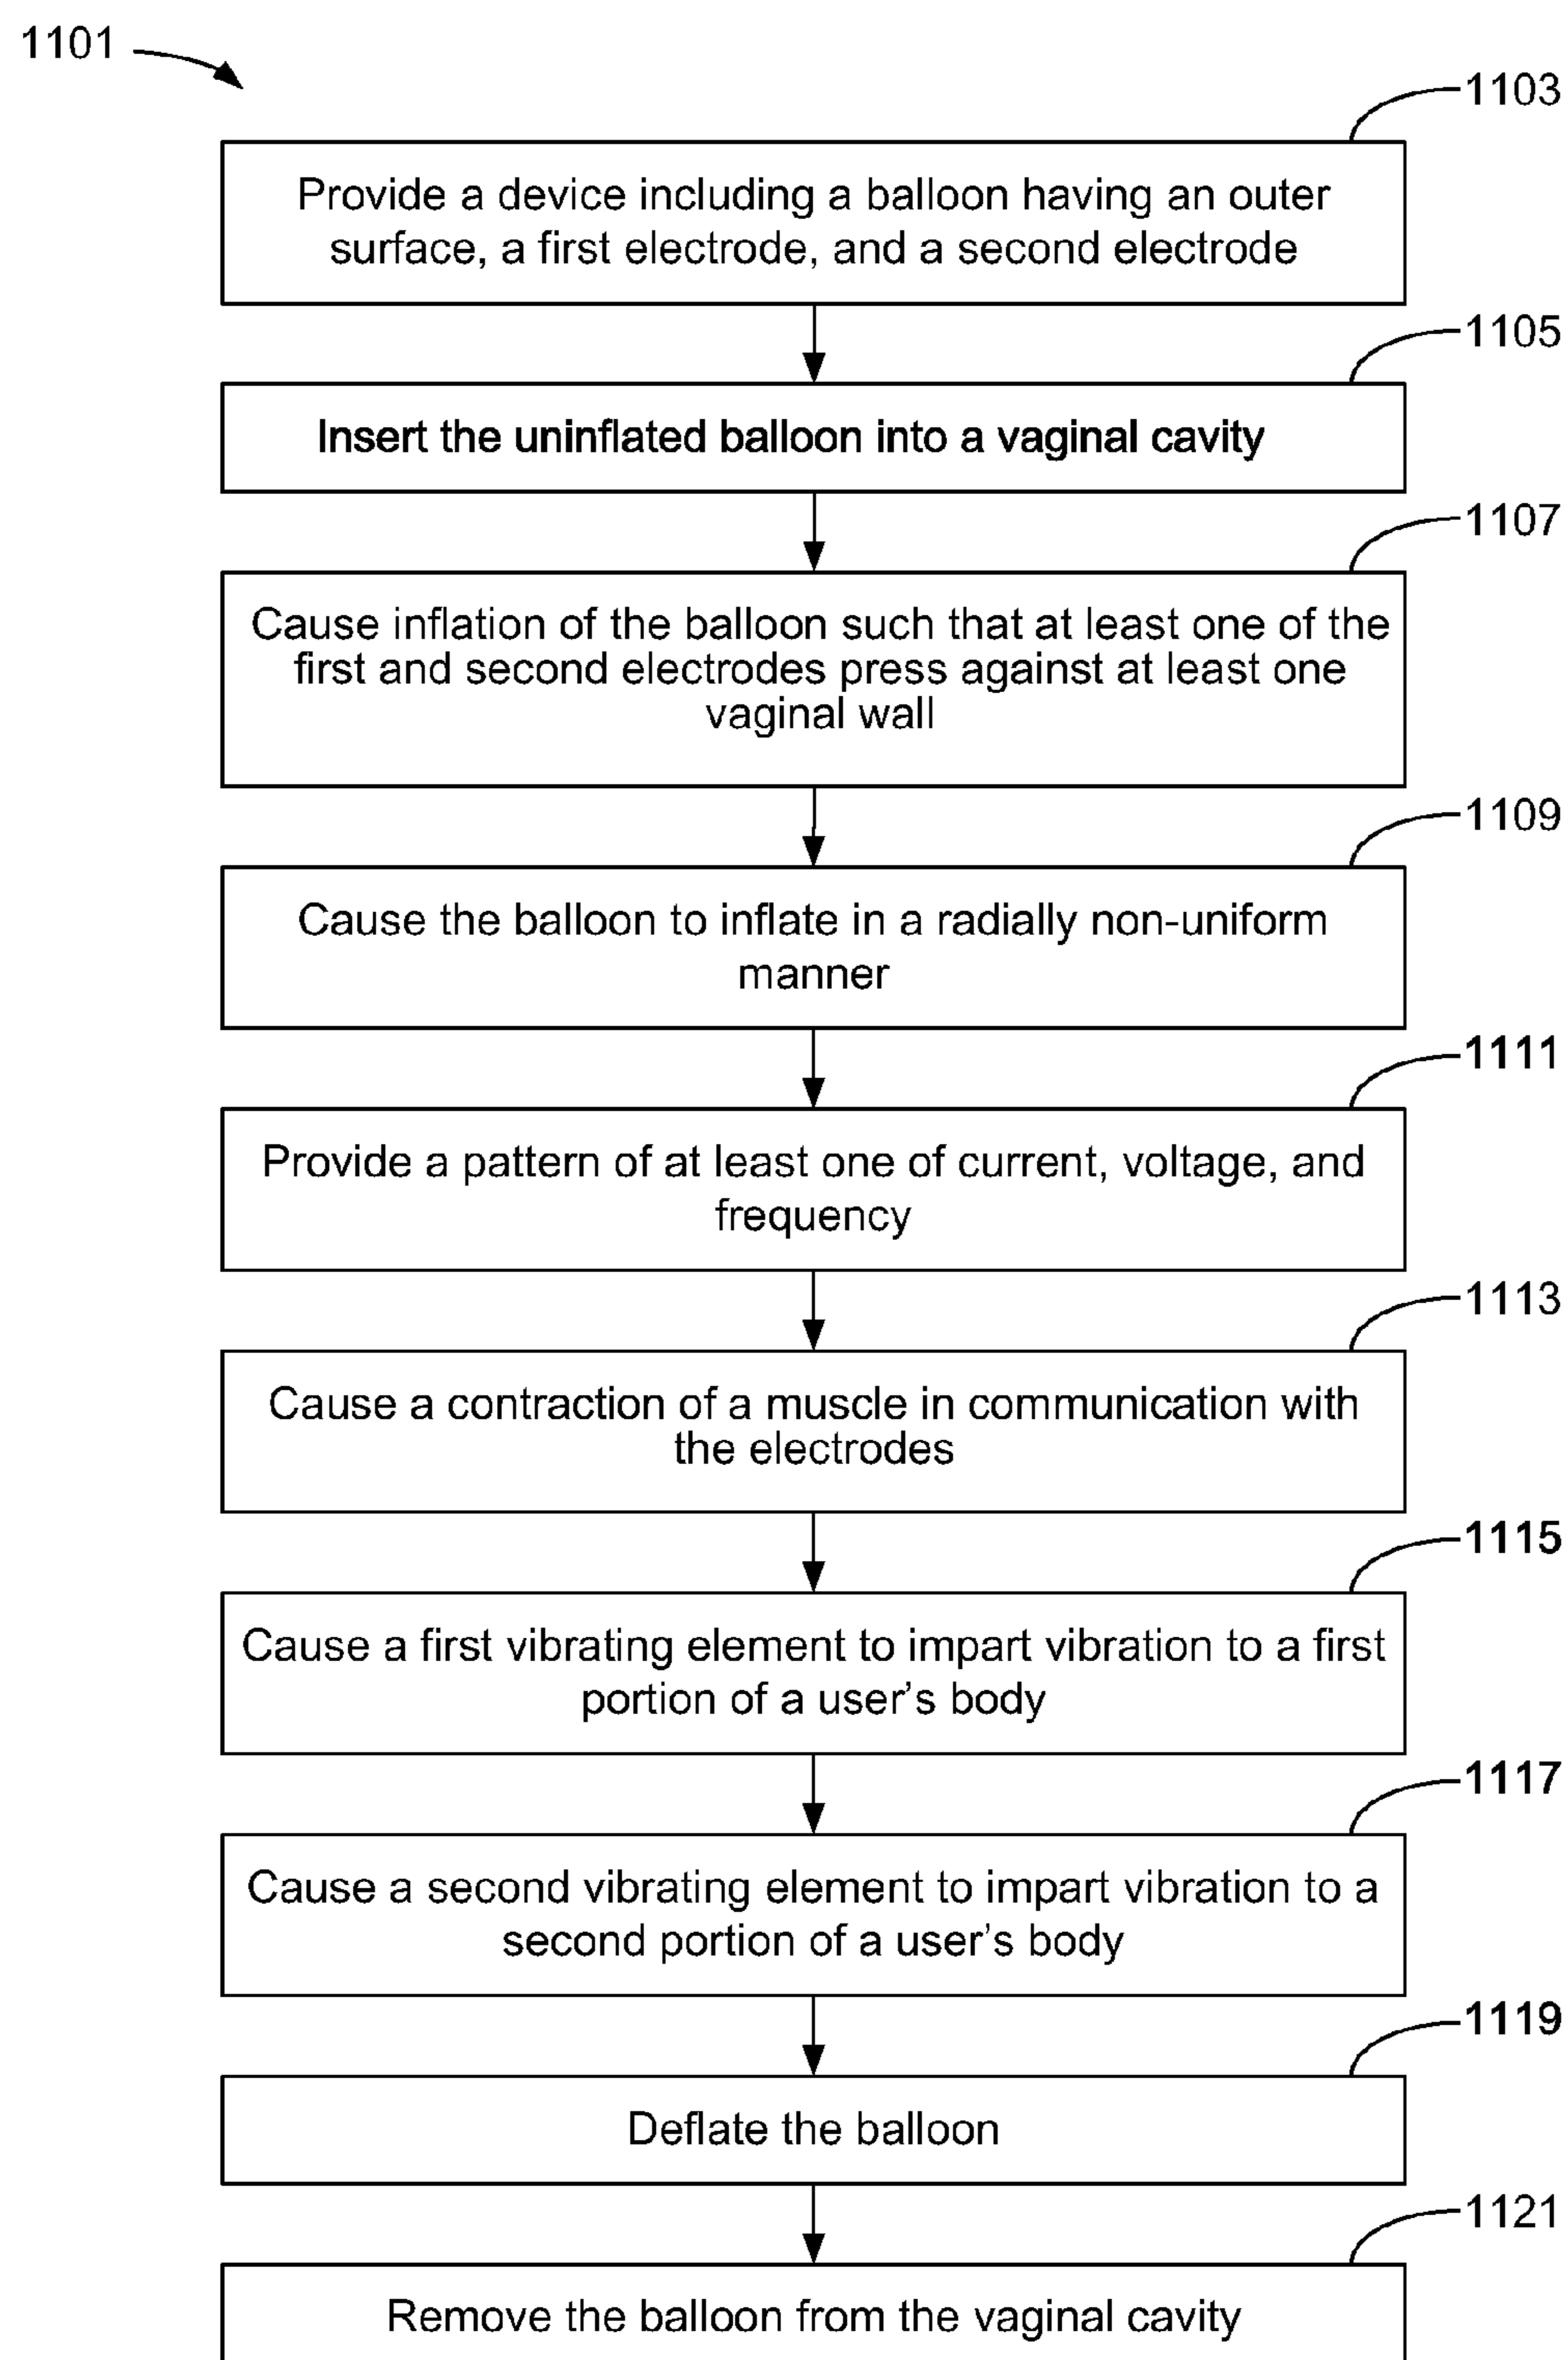 1101
1103
Provide a device including a balloon having an outer
surface, a first electrode, and a second electrode
1105
Insert the uninflated balloon into a vaginal cavity
1107
Cause inflation of the balloon such that at least one of the
first and second electrodes press against at least one
vaginal wall
1109
Cause the balloon to inflate in a radially non-uniform
manner
1111
Provide a pattern of at least one of current, voltage, and
frequency
1113
Cause a contraction of a muscle in communication with
the electrodes
1115
Cause a first vibrating element to impart vibration to a first
portion of a user's body
1117
Cause a second vibrating element to impart vibration to a
second portion of a user's body
1119
Deflate the balloon
1121
Remove the balloon from the vaginal cavity